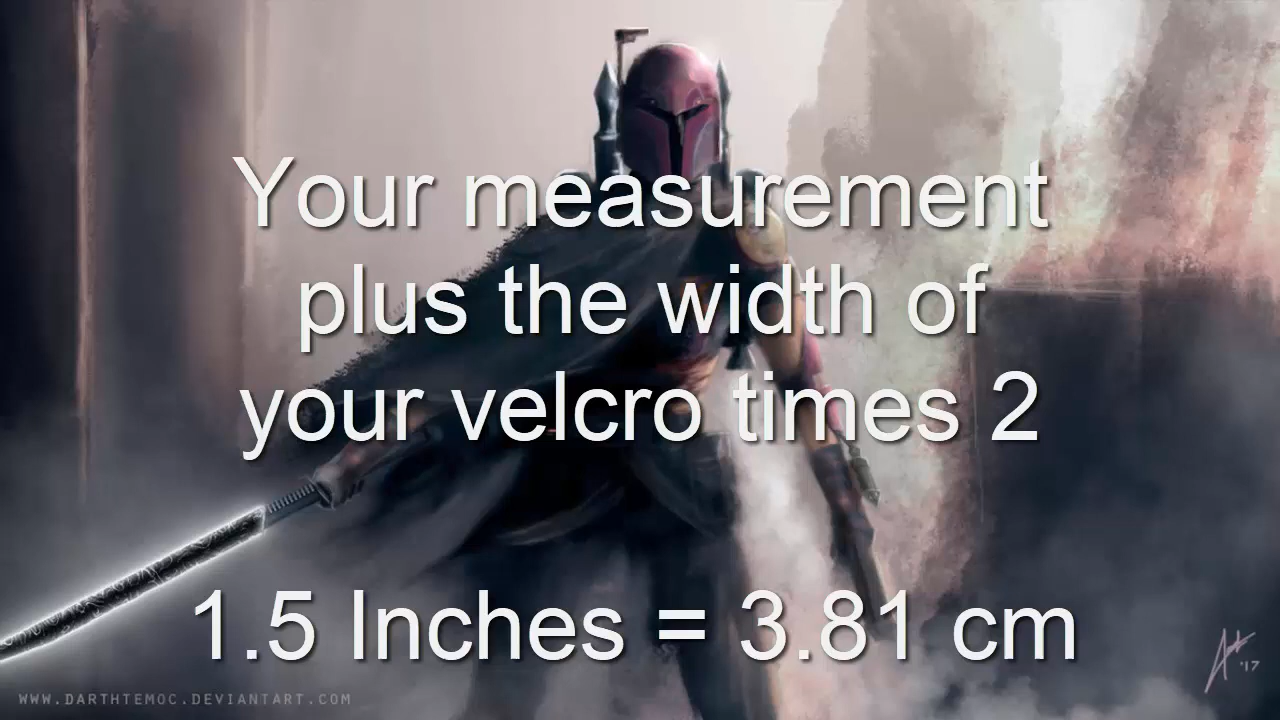 Your measurement
plus the width of
your velcro times 2
1.5 Inches = 3.81 cm
'17
WWW.DARTHTEMOC.DEVIANTART.COM